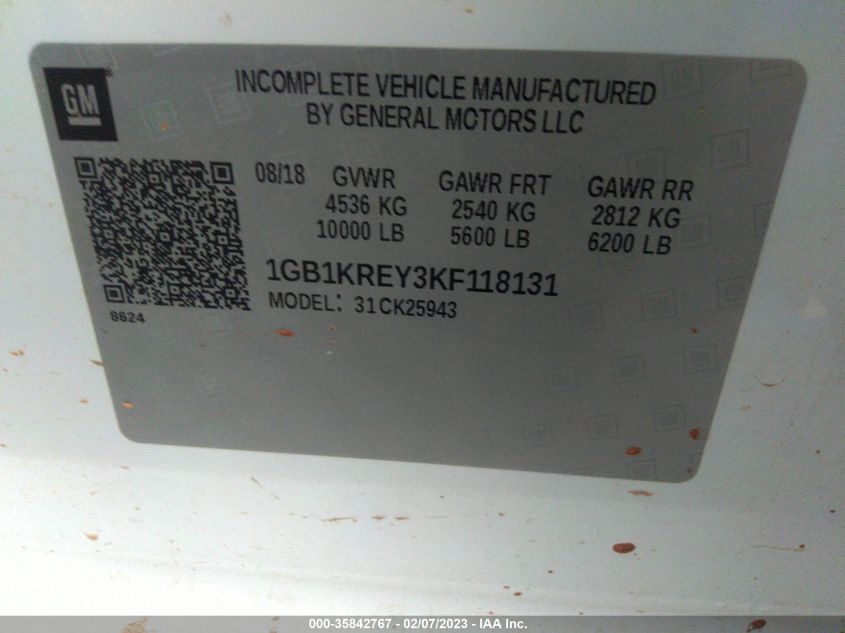 GM
INCOMPLETE VEHICLE MANUFACTURED
BY GENERAL MOTORS LLC
08/18 GVWR GAWR FRT GAWR RR
4536 KG 2540 KG 2812 KG
10000 LB 5600 LB 6200 LB
1GB1KREY3KF118131
MODEL: 31CK25943
8624
000-35842767 - 02/07/2023 - IAA Inc.